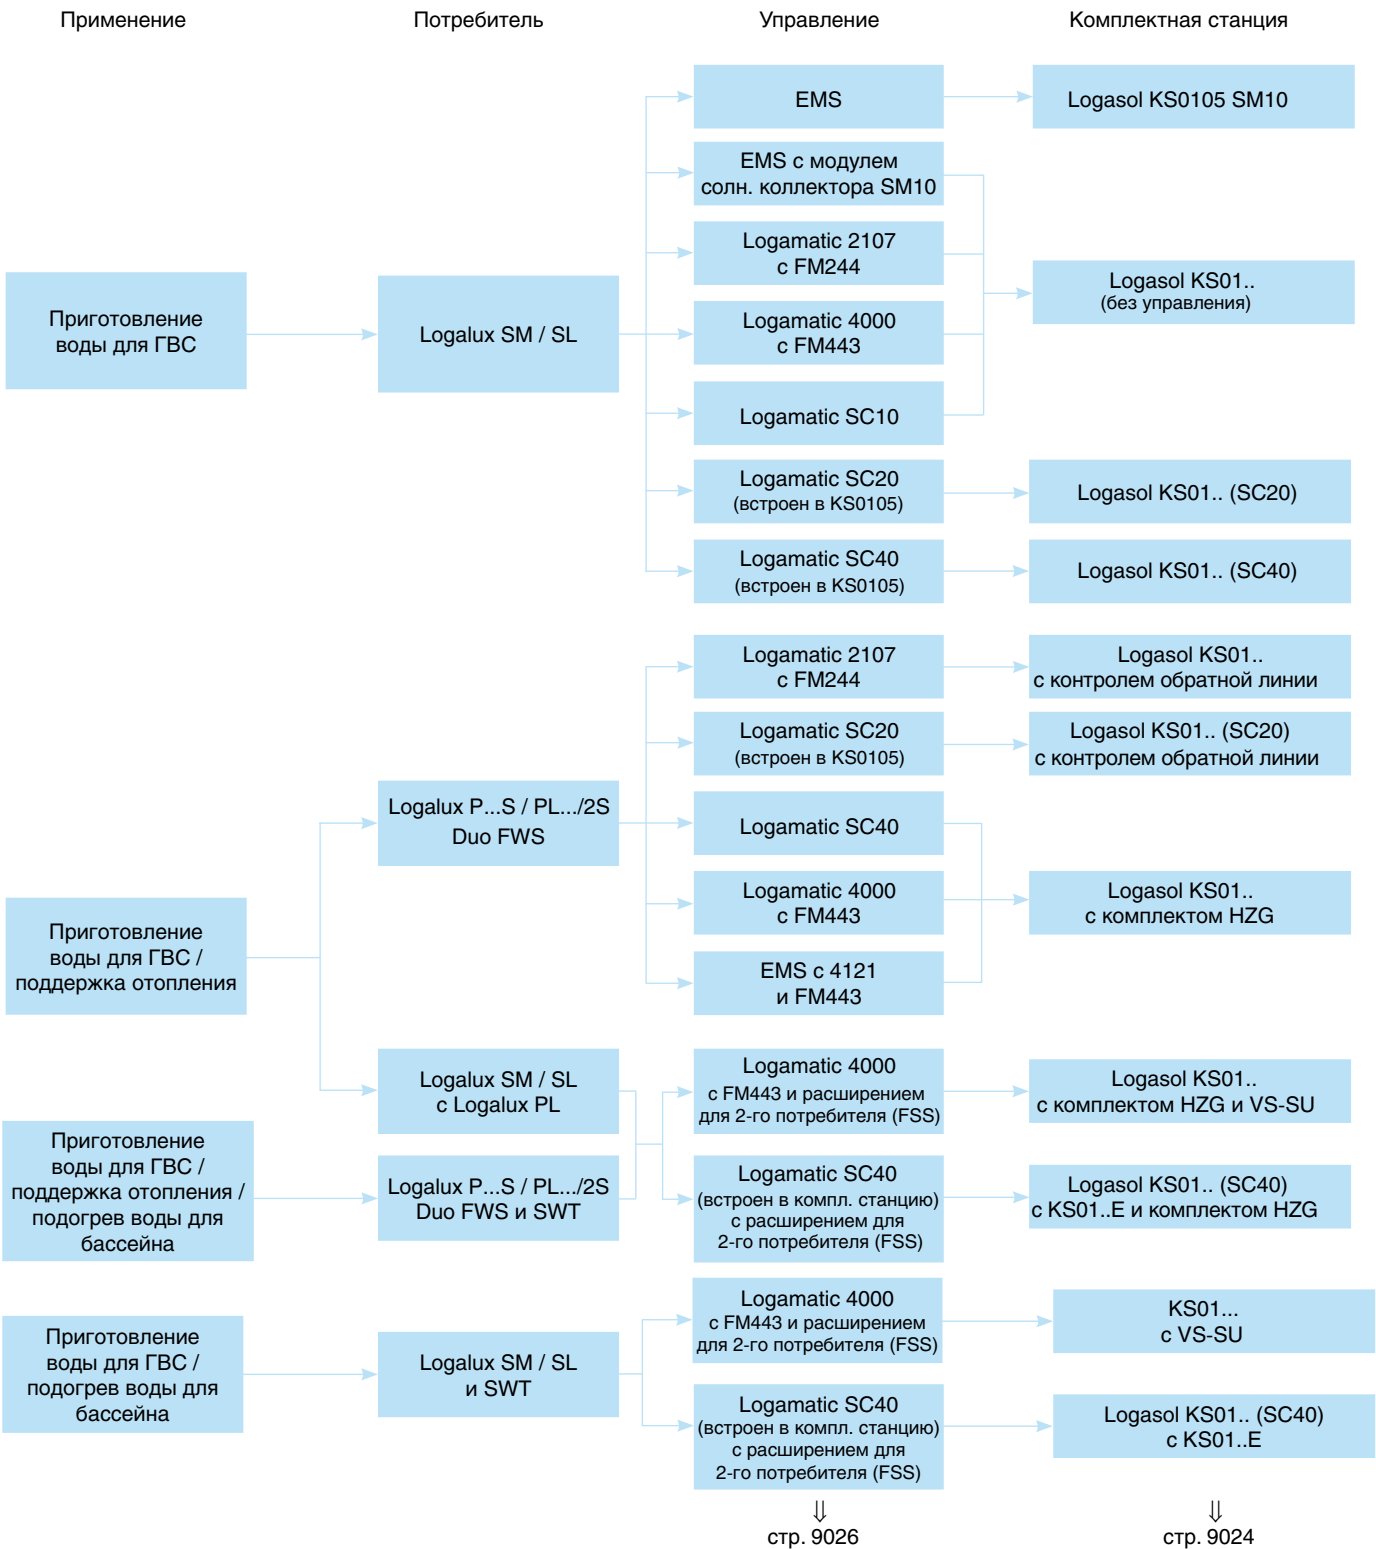 Применение
Потребитель
Управление
Комплектная станция
EMS
Logasol KS0105 SM10
EMS с модулем
солн. коллектора SM10
Logamatic 2107
с FM244
Logasol KS01..
(без управления)
Приготовление
воды для ГВС
Logalux SM / SL
Logamatic 4000
с FM443
Logamatic SC10
Logamatic SC20
(встроен в KS0105)
Logasol KS01.. (SC20)
Logamatic SC40
(встроен в KS0105)
Logasol KS01.. (SC40)
Logamatic 2107
с FM244
Logasol KS01..
с контролем обратной линии
Logamatic SC20
(встроен в KS0105)
Logasol KS01.. (SC20)
с контролем обратной линии
Logalux P...S / PL.../2S
Duo FWS
Logamatic SC40
Logamatic 4000
с FM443
Logasol KS01..
с комплектом HZG
Приготовление
воды для ГВС /
поддержка отопления
EMS с 4121
и FM443
Logalux SM / SL
с Logalux PL
Logamatic 4000
с FM443 и расширением
для 2-го потребителя (FSS)
Logasol KS01..
с комплектом HZG и VS-SU
Приготовление
воды для ГВС /
поддержка отопления /
подогрев воды для
бассейна
Logalux P...S / PL.../2S
Duo FWS и SWT
Logamatic SC40
(встроен в компл. станцию)
с расширением для
2-го потребителя (FSS)
Logasol KS01.. (SC40)
с KS01..E и комплектом HZG
Logamatic 4000
с FM443 и расширением
для 2-го потребителя (FSS)
KS01...
с VS-SU
Приготовление
воды для ГВС /
подогрев воды для
бассейна
Logalux SM / SL
и SWT
Logamatic SC40
(встроен в компл. станцию)
с расширением для
2-го потребителя (FSS)
Logasol KS01.. (SC40)
с KS01..E
⇓
стр. 9026
⇓
стр. 9024